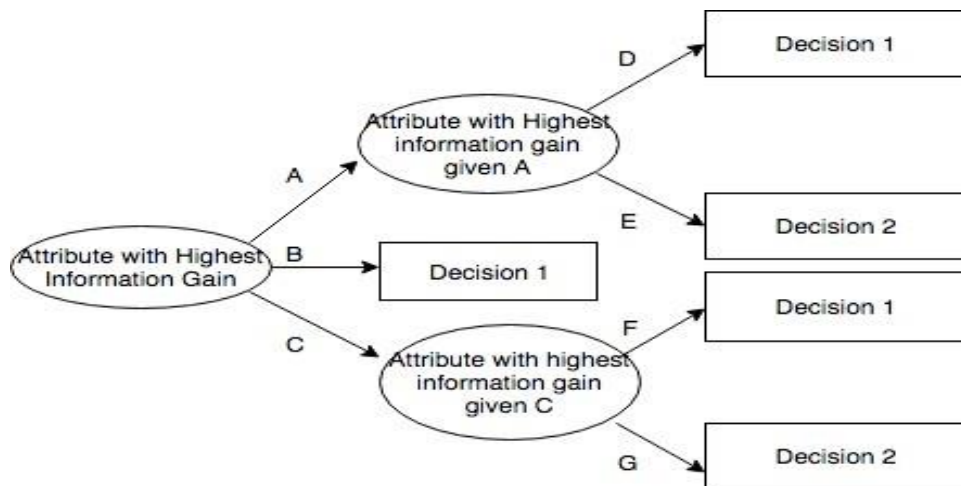 Decision 1
D
Attribute with Highest
information gain
given A
A
E
Decision 2
Attribute with Highest
Information Gain
B
Decision 1
Decision 1
F
C
Attribute with highest
information gain
given C
G
Decision 2